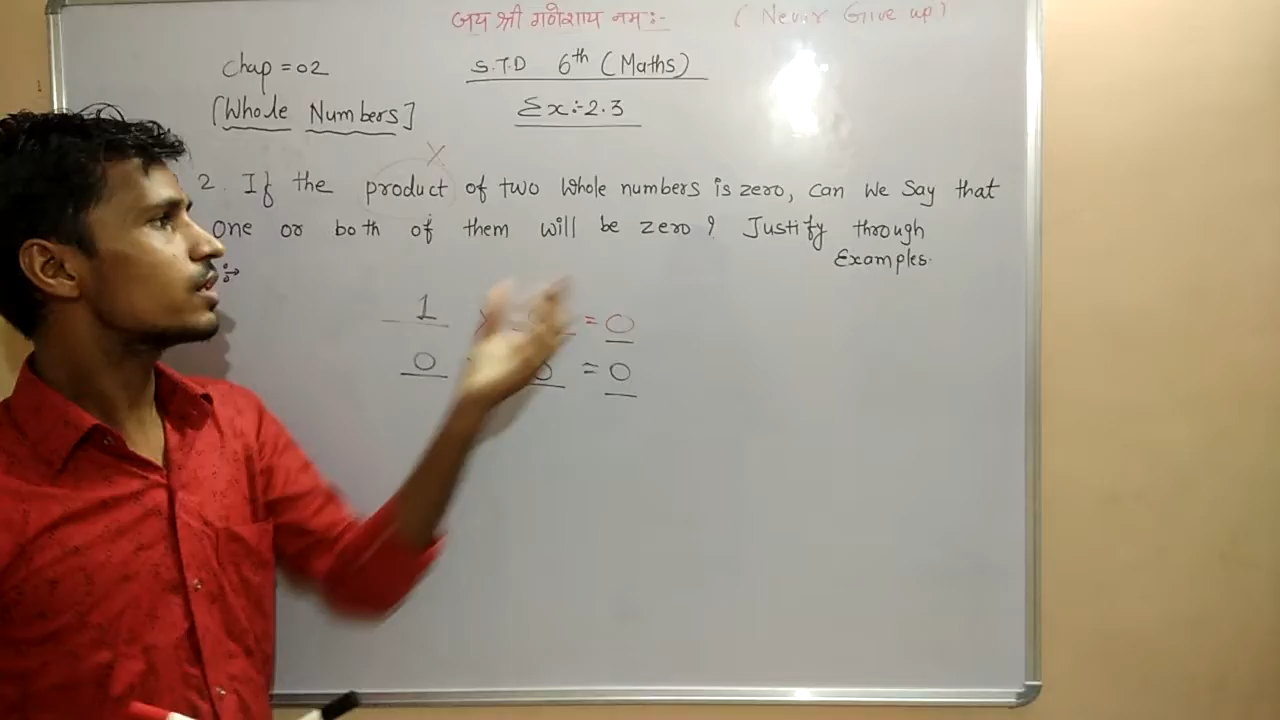 जय श्री गणेशाय नमः:- (Never Give up)
Chap = 02 S.T.D 6th (Maths)
[Whole Numbers] Ex:-2.3
2. If the product of two whole numbers is zero, can we say that
one or both of them will be zero? Justify through
Examples.
1 = 0
0 0 = 0